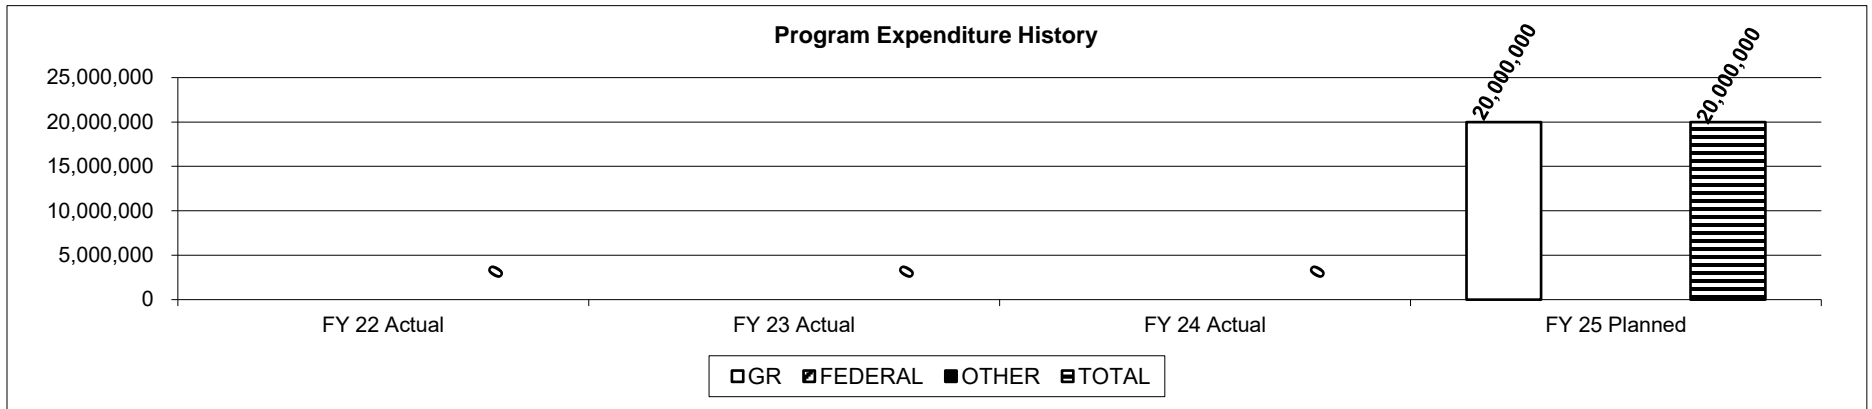 Program Expenditure History
20,000,000 20,000,000
25,000,000
20,000,000
15,000,000
10,000,000
5,000,000
0 0 0
0
FY 22 Actual FY 23 Actual FY 24 Actual FY 25 Planned
GR FEDERAL OTHER TOTAL